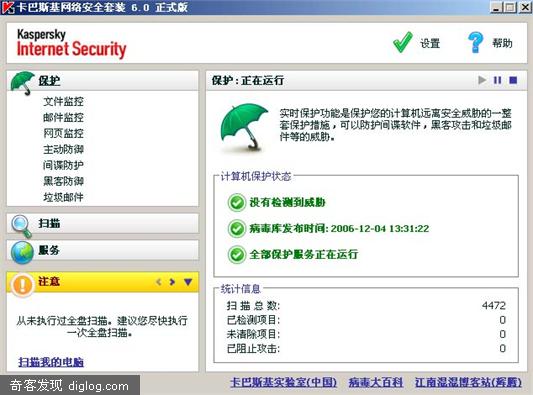 卡巴斯基网络安全套装 6.0 正式版
Kaspersky
Internet Security
设置
帮助
保护
文件监控
邮件监控
网页监控
主动防御
间谍防护
黑客防御
垃圾邮件
扫描
服务
注意
从未执行过全盘扫描。建议您尽快执行
一次全盘扫描。
扫描我的电脑
保护 : 正在运行
实时保护功能是保护您的计算机远离安全威胁的一整
套保护措施，可以防护间谍软件，黑客攻击和垃圾邮
件等的威胁。
计算机保护状态
没有检测到威胁
病毒库发布时间: 2006-12-04 13:31:22
全部保护服务正在运行
统计信息
扫描总数: 4472
已检测项目: 0
未清除项目: 0
已阻止攻击: 0
卡巴斯基实验室(中国) 病毒大百科 江南湿湿博客站(辉殿)
奇客发现 diglog.com